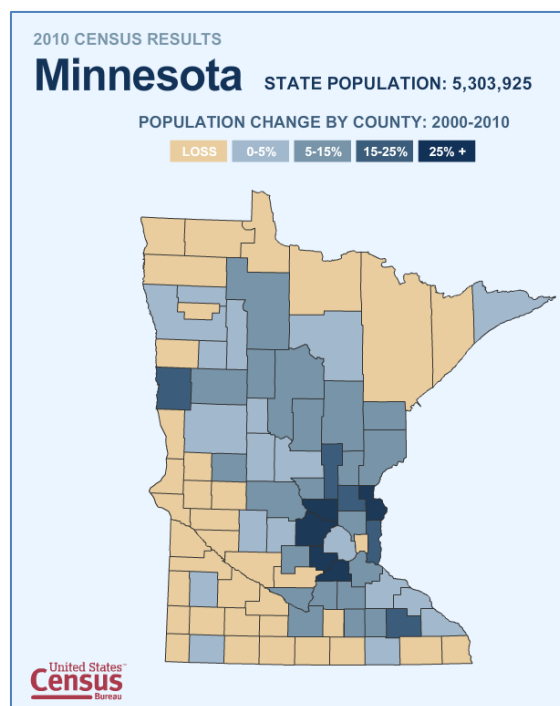 2010 CENSUS RESULTS
Minnesota STATE POPULATION: 5,303,925
POPULATION CHANGE BY COUNTY: 2000-2010
LOSS 0-5% 5-15% 15-25% 25% +
United States™
Census
Bureau